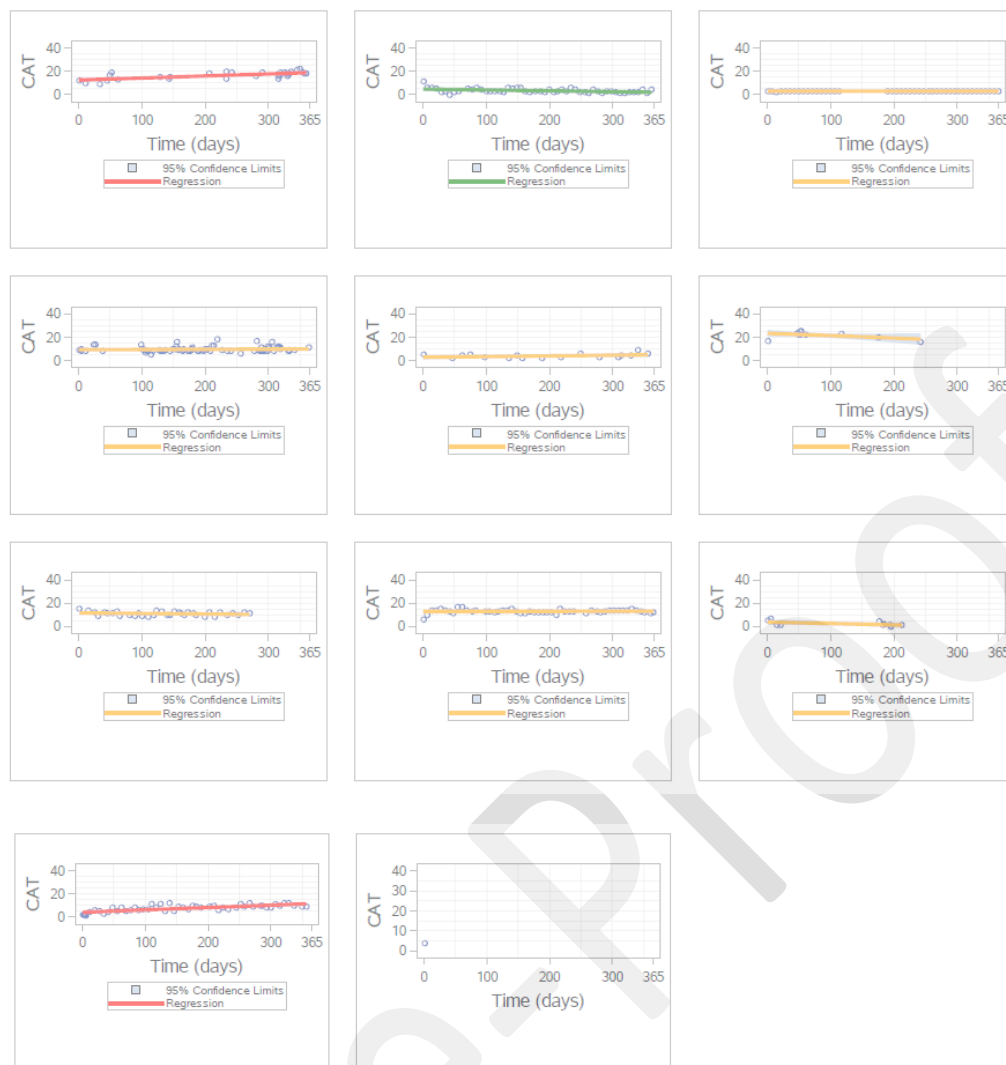 40
20
0
CAT
0 100 200 300 365
Time (days)
95% Confidence Limits
Regression
40
20
0
CAT
0 100 200 300 365
Time (days)
95% Confidence Limits
Regression
40
20
0
CAT
0 100 200 300 365
Time (days)
95% Confidence Limits
Regression
40
20
0
CAT
0 100 200 300 365
Time (days)
95% Confidence Limits
Regression
40
20
0
CAT
0 100 200 300 365
Time (days)
95% Confidence Limits
Regression
40
20
0
CAT
0 100 200 300 365
Time (days)
95% Confidence Limits
Regression
40
20
0
CAT
0 100 200 300 365
Time (days)
95% Confidence Limits
Regression
40
20
0
CAT
0 100 200 300 365
Time (days)
95% Confidence Limits
Regression
40
20
0
CAT
0 100 200 300 365
Time (days)
95% Confidence Limits
Regression
40
20
0
CAT
0 100 200 300 365
Time (days)
95% Confidence Limits
Regression
40
30
20
10
0
CAT
0 100 200 300 365
Time (days)
e-Proof